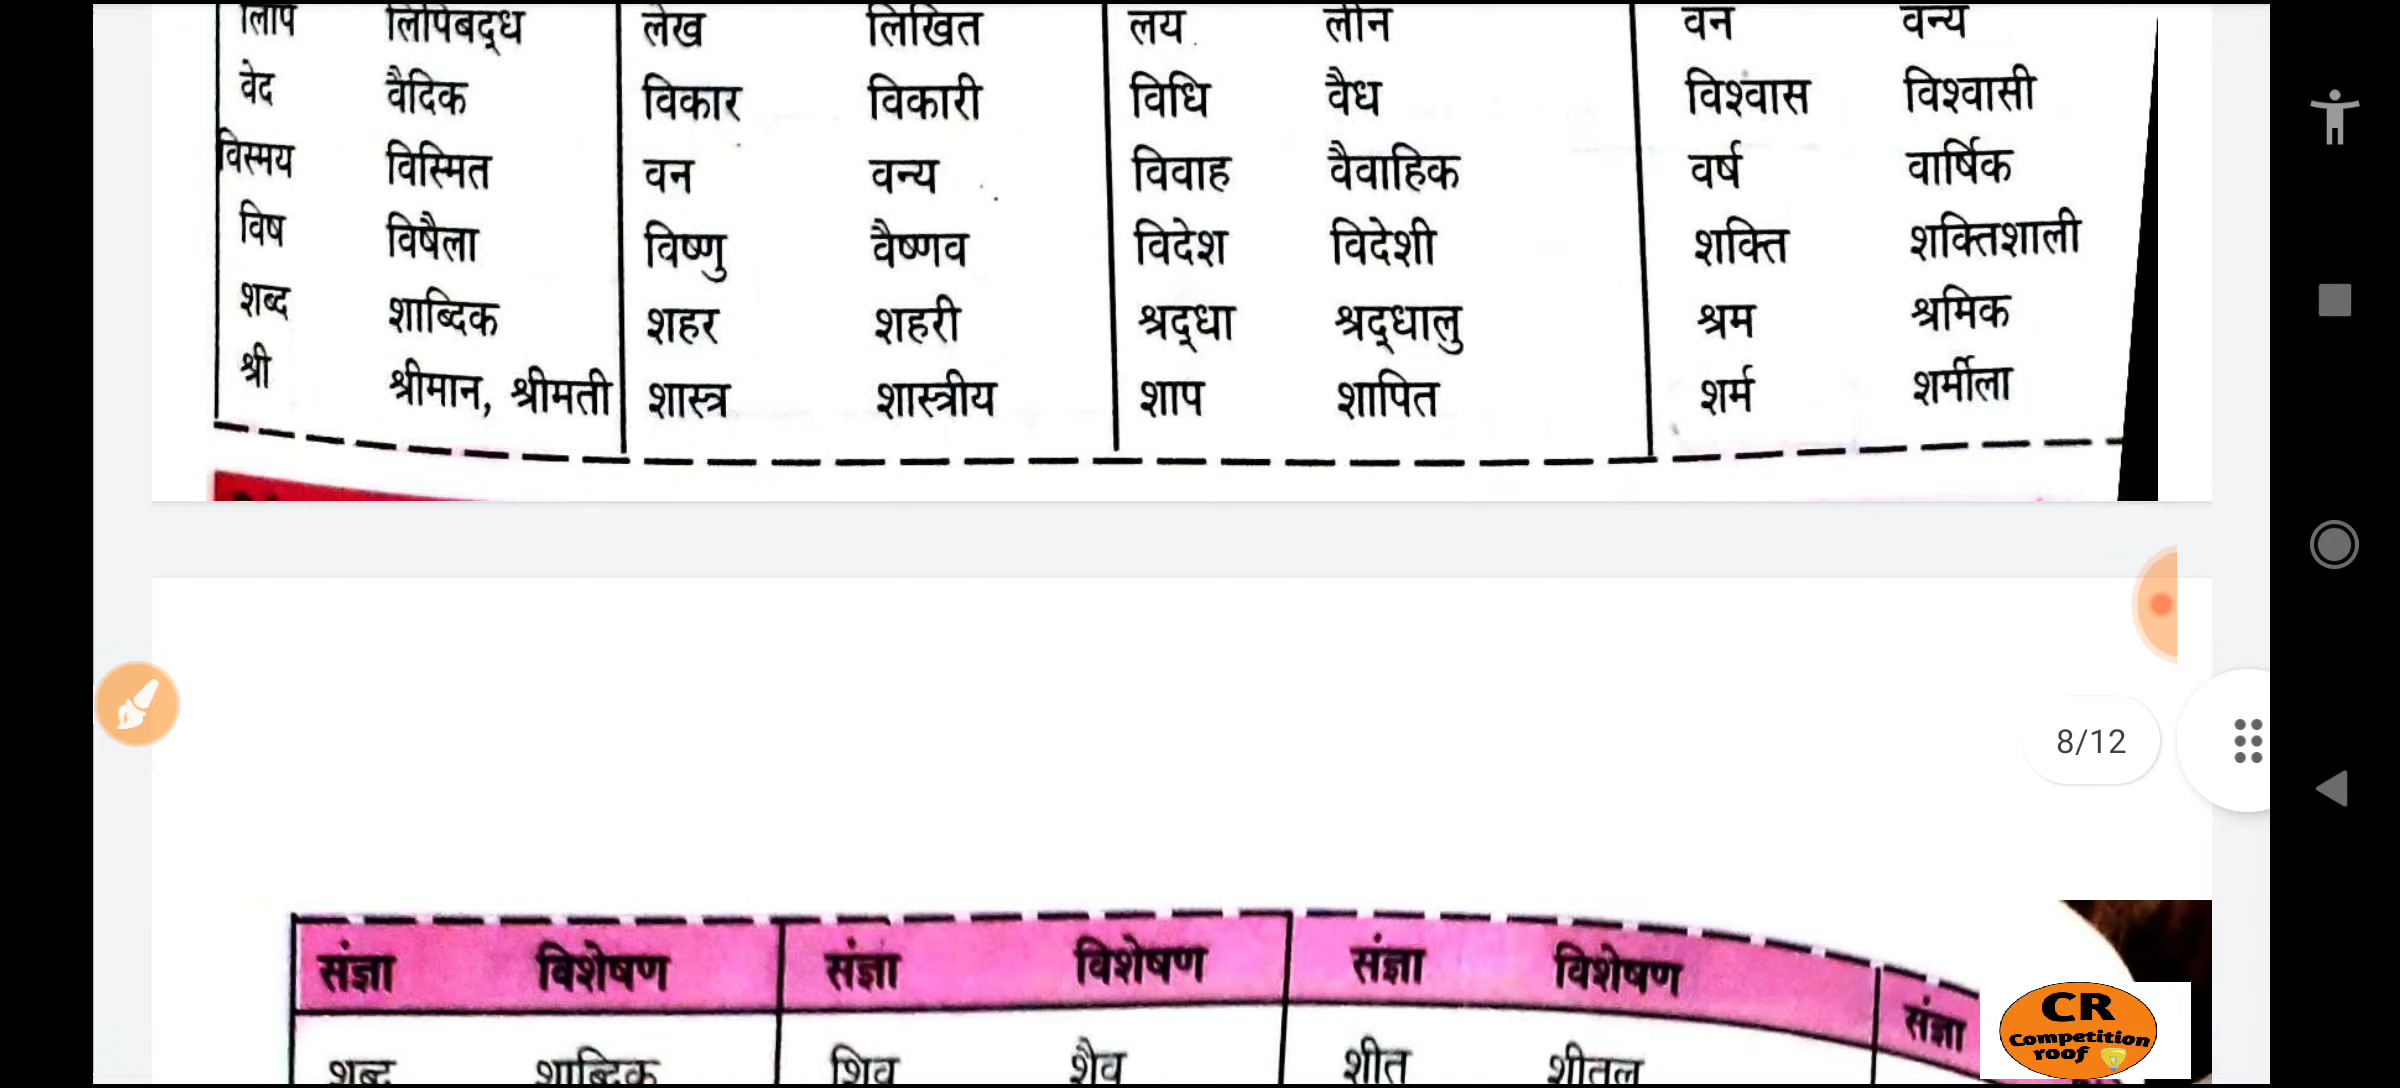 लिपि लिपिबद्ध लेख लिखित लय लीन वन वन्य
वेद वैदिक विकार विकारी विधि वैध विश्वास विश्वासी
विस्मय विस्मित वन वन्य विवाह वैवाहिक वर्ष वार्षिक
विष विषैला विष्णु वैष्णव विदेश विदेशी शक्ति शक्तिशाली
शब्द शाब्दिक शहर शहरी श्रद्धा श्रद्धालु श्रम श्रमिक
श्री श्रीमान, श्रीमती शास्त्र शास्त्रीय शाप शापित शर्म शर्मीला
8/12
संज्ञा विशेषण संज्ञा विशेषण संज्ञा विशेषण संज्ञा
शब्द शाब्दिक शिव शैव शीत शीतल
CR
Competition
roof